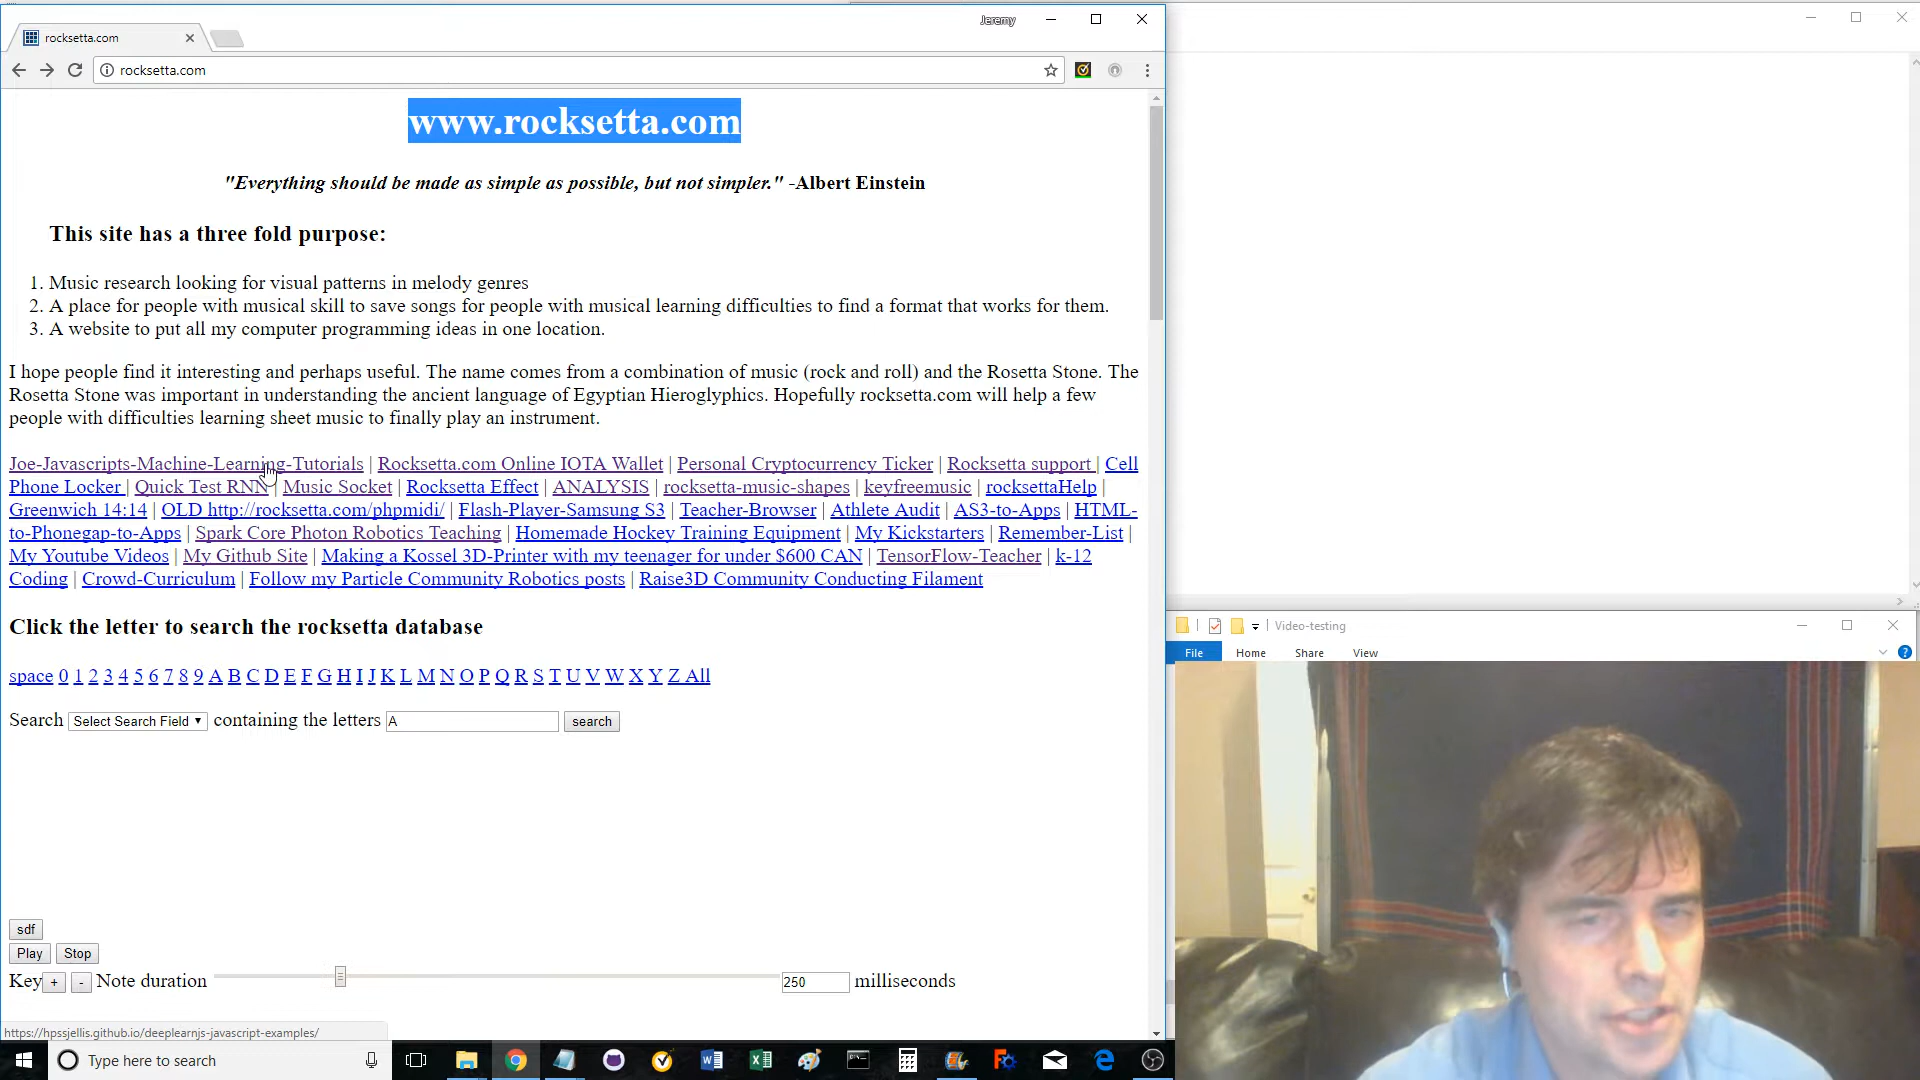 Jeremy
rocksetta.com
rocksetta.com
www.rocksetta.com
"Everything should be made as simple as possible, but not simpler." -Albert Einstein
This site has a three fold purpose:
1. Music research looking for visual patterns in melody genres
2. A place for people with musical skill to save songs for people with musical learning difficulties to find a format that works for them.
3. A website to put all my computer programming ideas in one location.
I hope people find it interesting and perhaps useful. The name comes from a combination of music (rock and roll) and the Rosetta Stone. The
Rosetta Stone was important in understanding the ancient language of Egyptian Hieroglyphics. Hopefully rocksetta.com will help a few
people with difficulties learning sheet music to finally play an instrument.
Joe-Javascripts-Machine-Learning-Tutorials | Rocksetta.com Online IOTA Wallet | Personal Cryptocurrency Ticker | Rocksetta support | Cell
Phone Locker | Quick Test RNN | Music Socket | Rocksetta Effect | ANALYSIS | rocksetta-music-shapes | keyfreemusic | rocksettaHelp |
Greenwich 14:14 | OLD http://rocksetta.com/phpmidi/ | Flash-Player-Samsung S3 | Teacher-Browser | Athlete Audit | AS3-to-Apps | HTML-
to-Phonegap-to-Apps | Spark Core Photon Robotics Teaching | Homemade Hockey Training Equipment | My Kickstarters | Remember-List |
My Youtube Videos | My Github Site | Making a Kossel 3D-Printer with my teenager for under $600 CAN | TensorFlow-Teacher | k-12
Coding | Crowd-Curriculum | Follow my Particle Community Robotics posts | Raise3D Community Conducting Filament
Click the letter to search the rocksetta database
space 0 1 2 3 4 5 6 7 8 9 A B C D E F G H I J K L M N O P Q R S T U V W X Y Z All
Search Select Search Field containing the letters A search
sdf
Play Stop
Key + - Note duration 250 milliseconds
https://hpssjellis.github.io/deeplearnjs-javascript-examples/
Type here to search
Video-testing
File Home Share View